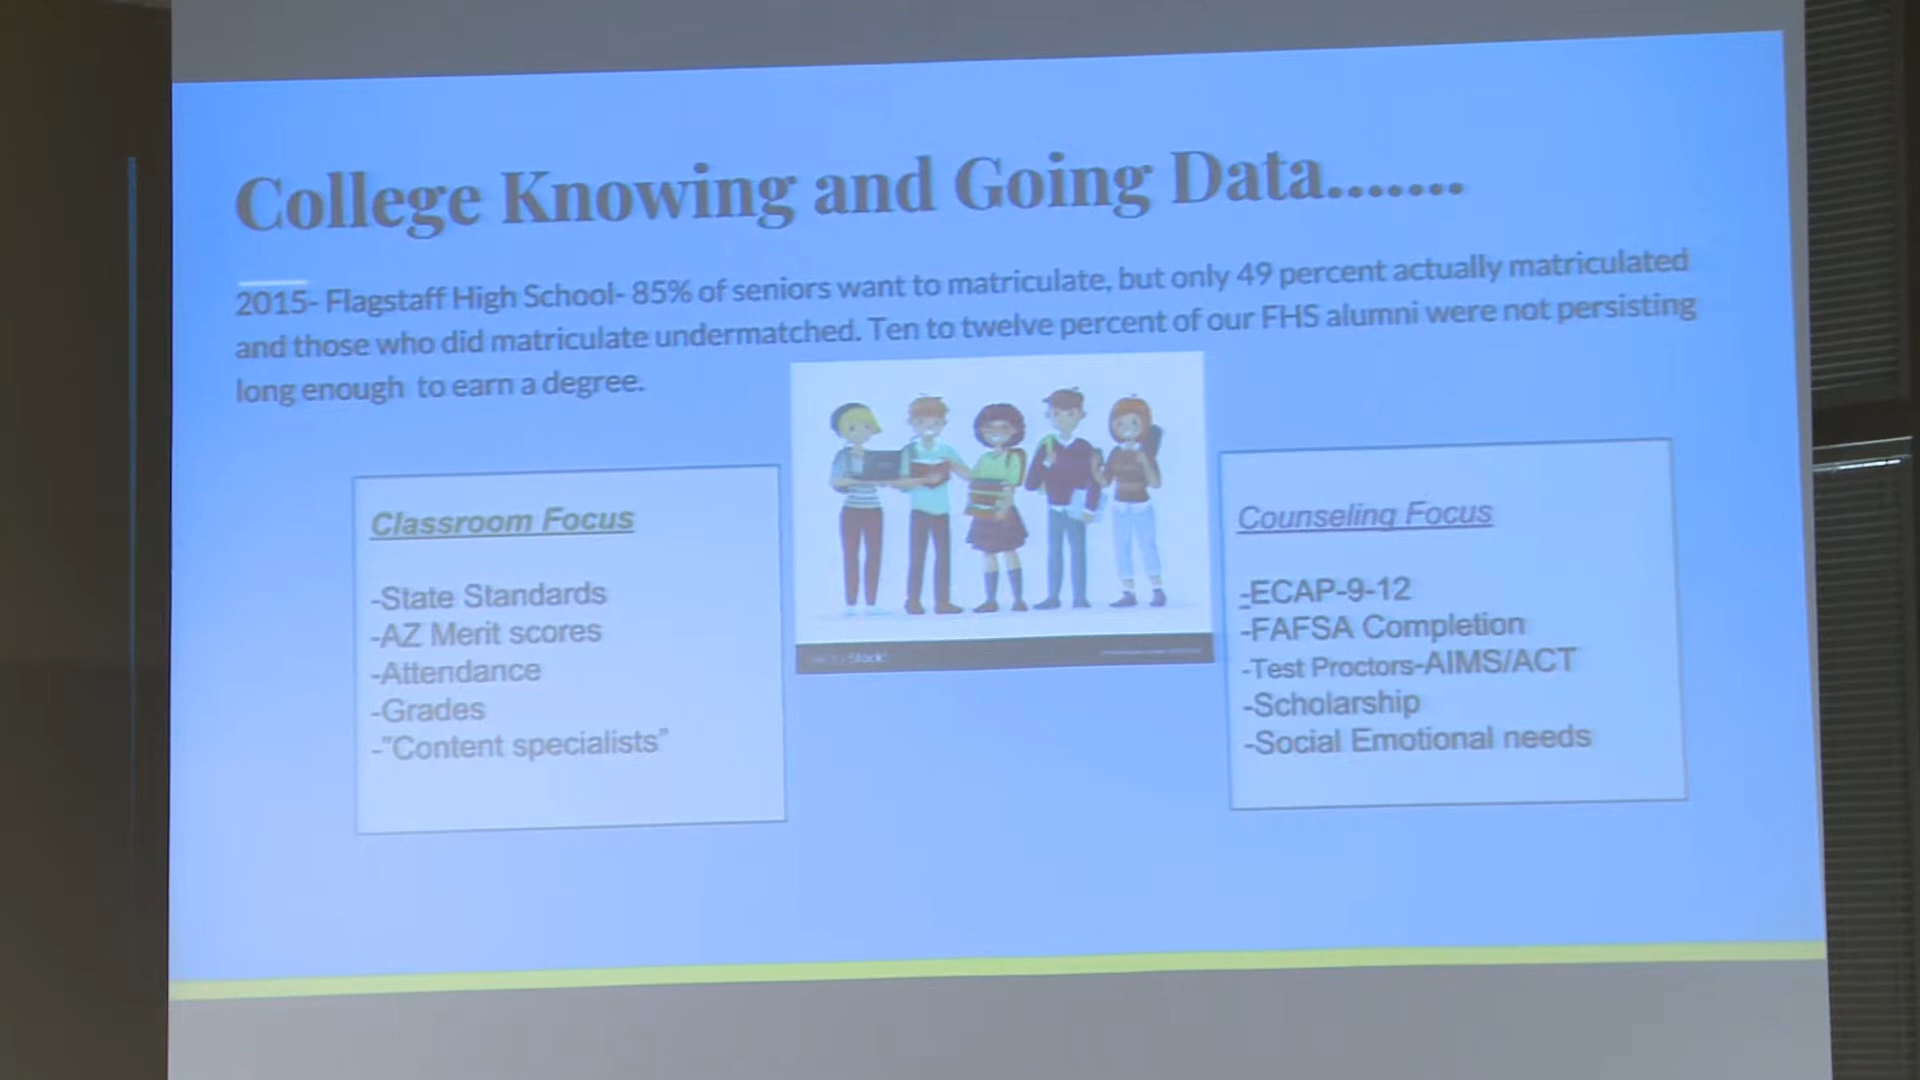 College Knowing and Going Data.......
2015- Flagstaff High School- 85% of seniors want to matriculate, but only 49 percent actually matriculated
and those who did matriculate undermatched. Ten to twelve percent of our FHS alumni were not persisting
long enough to earn a degree.
Classroom Focus
-State Standards
-AZ Merit scores
-Attendance
-Grades
-"Content specialists"
Stock
Counseling Focus
-ECAP-9-12
-FAFSA Completion
-Test Proctors-AIMS/ACT
-Scholarship
-Social Emotional needs